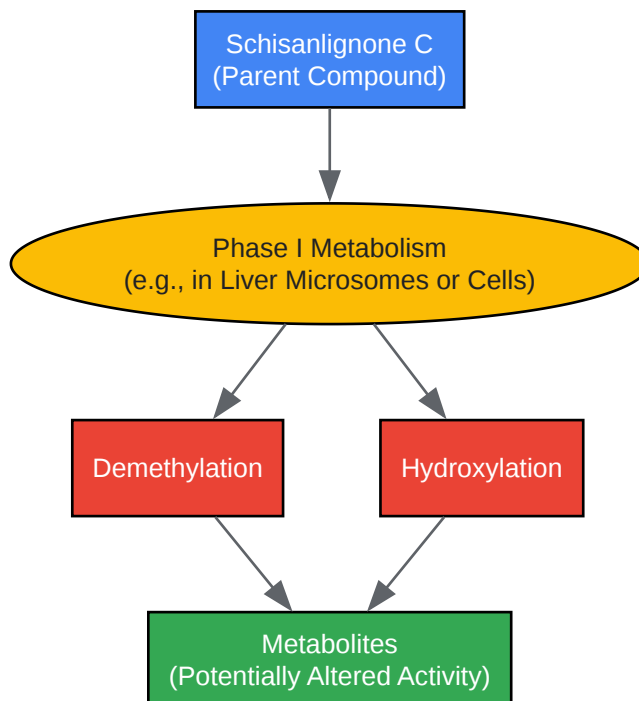 Schisanlignone C
(Parent Compound)
Phase I Metabolism
(e.g., in Liver Microsomes or Cells)
Demethylation
Hydroxylation
Metabolites
(Potentially Altered Activity)